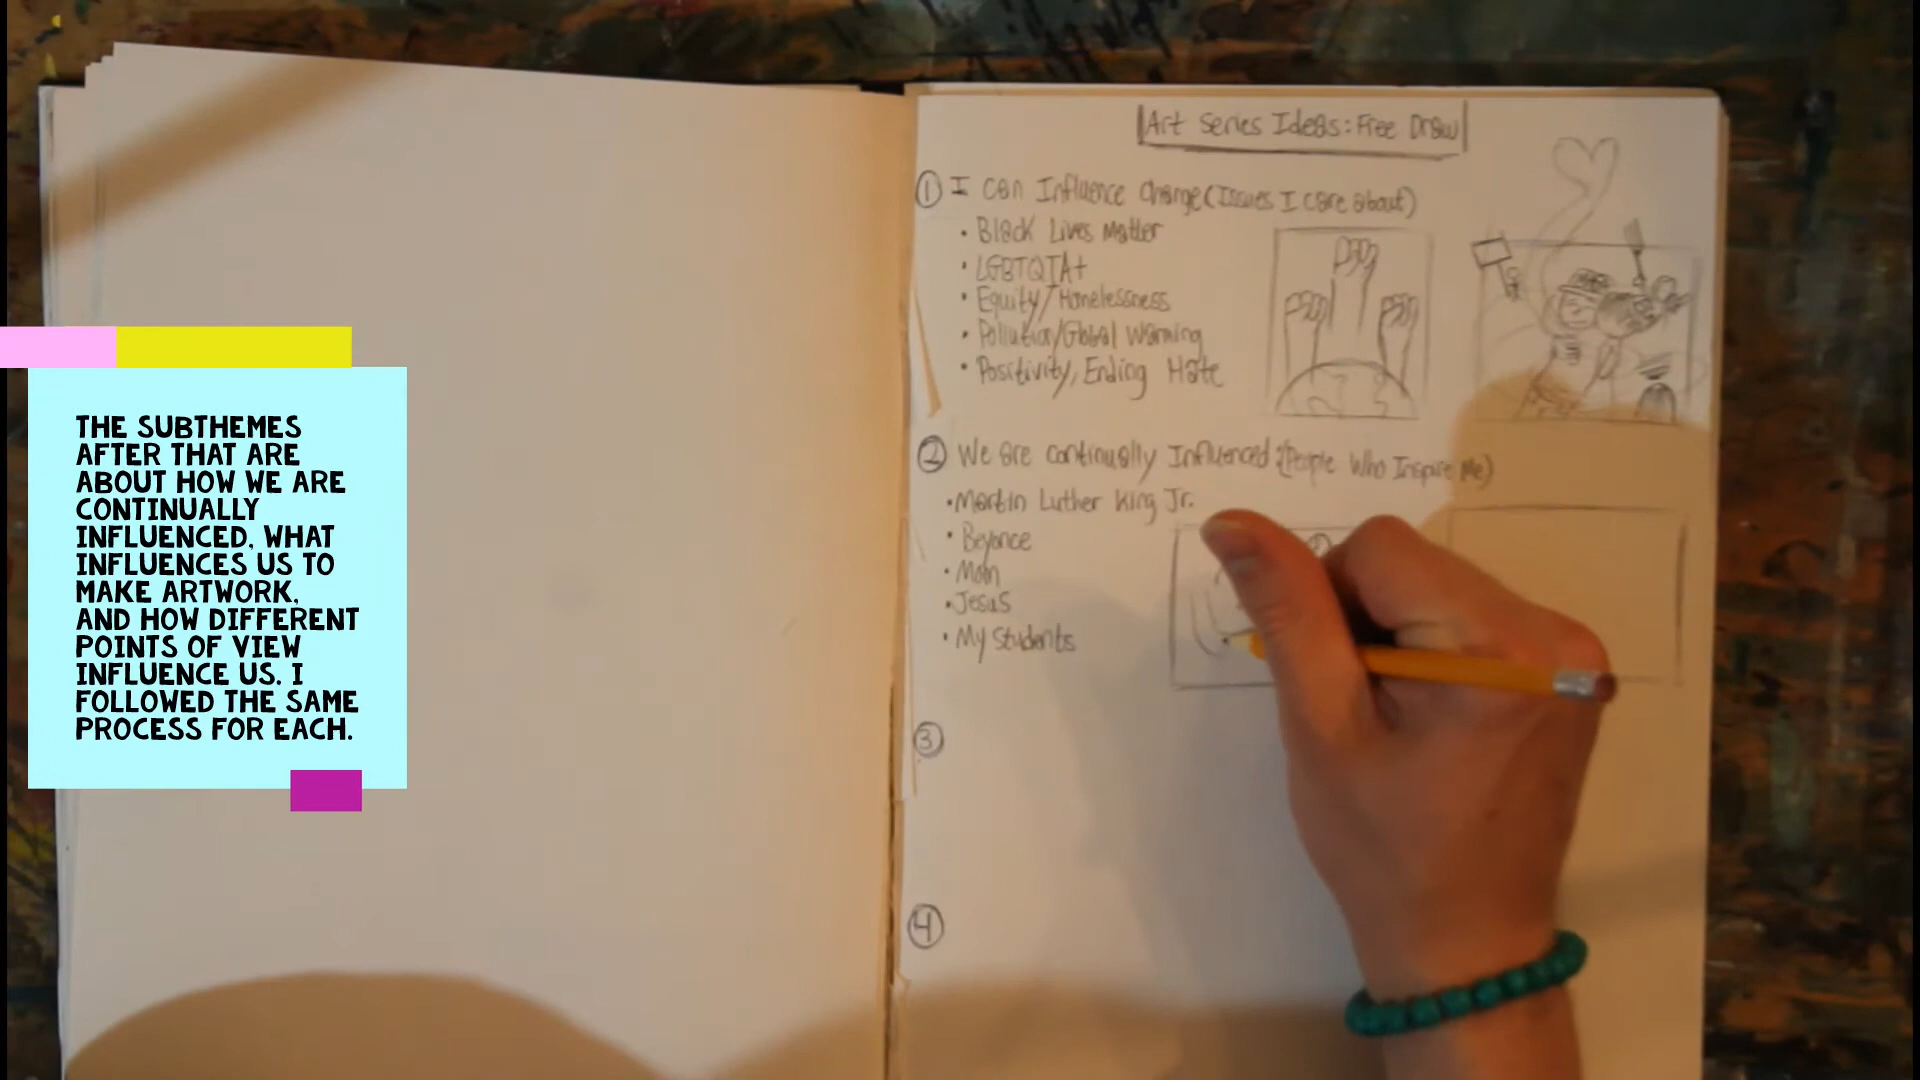 THE SUBTHEMES
AFTER THAT ARE
ABOUT HOW WE ARE
CONTINUALLY
INFLUENCED, WHAT
INFLUENCES US TO
MAKE ARTWORK,
AND HOW DIFFERENT
POINTS OF VIEW
INFLUENCE US. I
FOLLOWED THE SAME
PROCESS FOR EACH.
Art Series Ideas: Free Draw
① I can Influence Change (Issues I care about)
• Black Lives Matter
• LGBTQIA+
• Equity/Homelessness
• Pollution/Global Warming
• Positivity, Ending Hate
② We are continually Influenced: (People Who Inspire Me)
• Martin Luther King Jr.
• Beyonce
• Mom
• Jesus
• My Students
③
④